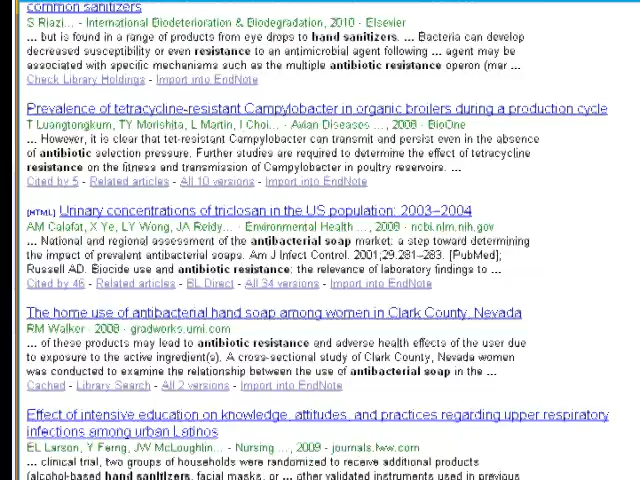 common sanitizers
S Riazi... - International Biodeterioration & Biodegradation, 2010 - Elsevier
... but is found in a range of products from eye drops to hand sanitizers. ... Bacteria can develop
decreased susceptibility or even resistance to an antimicrobial agent following ... agent may be
associated with specific mechanisms such as the multiple antibiotic resistance operon (mar ...
Check Library Holdings - Import into EndNote
Prevalence of tetracycline-resistant Campylobacter in organic broilers during a production cycle
T Luangtongkum, TY Morishita, L Martin, I Choi... - Avian Diseases ..., 2008 - BioOne
... However, it is clear that tet-resistant Campylobacter can transmit and persist even in the absence
of antibiotic selection pressure. Further studies are required to determine the effect of tetracycline
resistance on the fitness and transmission of Campylobacter in poultry reservoirs. ...
Cited by 5 - Related articles - All 10 versions - Import into EndNote
[HTML] Urinary concentrations of triclosan in the US population: 2003–2004
AM Calafat, X Ye, LY Wong, JA Reidy... - Environmental Health ..., 2008 - ncbi.nlm.nih.gov
... National and regional assessment of the antibacterial soap market: a step toward determining
the impact of prevalent antibacterial soaps. Am J Infect Control. 2001;29:281–283. [PubMed];
Russell AD. Biocide use and antibiotic resistance: the relevance of laboratory findings to ...
Cited by 46 - Related articles - BL Direct - All 34 versions - Import into EndNote
The home use of antibacterial hand soap among women in Clark County, Nevada
RM Walker - 2008 - gradworks.umi.com
... of these products may lead to antibiotic resistance and adverse health effects of the user due
to exposure to the active ingredient(s). A cross-sectional study of Clark County, Nevada women
was conducted to examine the relationship between the use of antibacterial soap in the ...
Cached - Library Search - All 2 versions - Import into EndNote
Effect of intensive education on knowledge, attitudes, and practices regarding upper respiratory
infections among urban Latinos
EL Larson, Y Ferng, JW McLoughlin... - Nursing ..., 2009 - journals.lww.com
... clinical trial, two groups of households were randomized to receive additional products
(alcohol-based hand sanitizers, facial masks, or ... other validated instruments used in previous